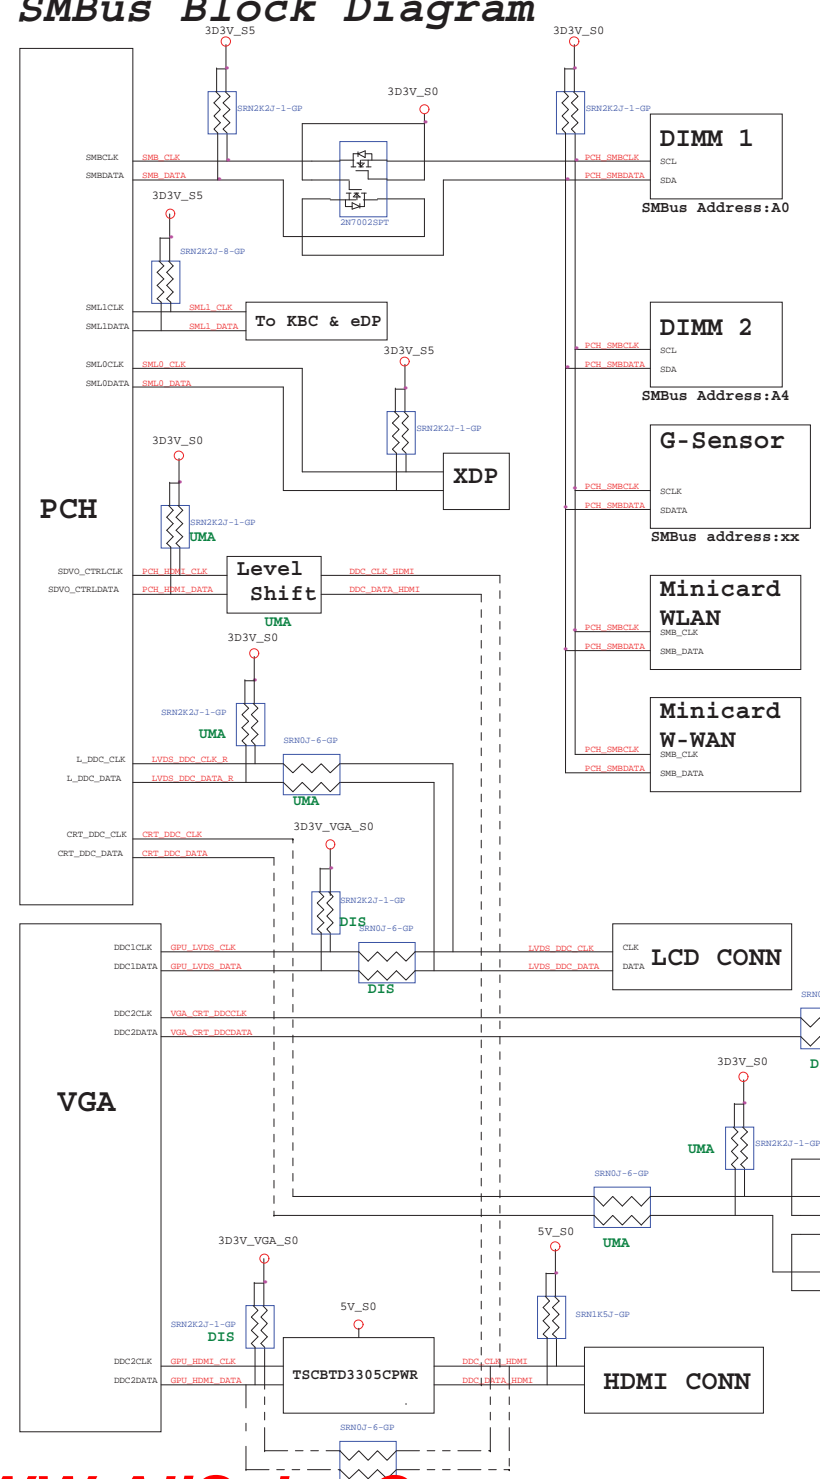 SMBus Block Diagram
3D3V_S5
3D3V_S0
SRN2K2J-1-GP
3D3V_S0
SRN2K2J-1-GP
DIMM 1
SMBCLK
SMB_CLK
PCH_SMBCLK
SCL
SMBDATA
SMB_DATA
PCH_SMBDATA
SDA
3D3V_S5
2N7002SPT
SMBus Address:A0
SRN2K2J-8-GP
SML1CLK
SML1_CLK
SML1DATA
SML1_DATA
To KBC & eDP
DIMM 2
PCH_SMBCLK
SCL
PCH_SMBDATA
SDA
SMBus Address:A4
3D3V_S5
SML0CLK
SML0_CLK
SML0DATA
SML0_DATA
SRN2K2J-1-GP
XDP
G-Sensor
PCH_SMBCLK
SCLK
PCH_SMBDATA
SDATA
SMBus address:xx
3D3V_S0
PCH
SRN2K2J-1-GP
UMA
SDVO_CTRLCLK
PCH_HDMI_CLK
SDVO_CTRLDATA
PCH_HDMI_DATA
Level
Shift
UMA
DDC_CLK_HDMI
DDC_DATA_HDMI
Minicard
WLAN
PCH_SMBCLK
SMB_CLK
PCH_SMBDATA
SMB_DATA
3D3V_S0
SRN2K2J-1-GP
UMA
SRN0J-6-GP
L_DDC_CLK
LVDS_DDC_CLK_R
L_DDC_DATA
LVDS_DDC_DATA_R
UMA
Minicard
W-WAN
PCH_SMBCLK
SMB_CLK
PCH_SMBDATA
SMB_DATA
CRT_DDC_CLK
CRT_DDC_CLK
CRT_DDC_DATA
CRT_DDC_DATA
3D3V_VGA_S0
SRN2K2J-1-GP
DIS
SRN0J-6-GP
DDC1CLK
GPU_LVDS_CLK
DDC1DATA
GPU_LVDS_DATA
DIS
LVDS_DDC_CLK
CLK
LVDS_DDC_DATA
DATA
LCD CONN
DDC2CLK
VGA_CRT_DDCCLK
DDC2DATA
VGA_CRT_DDCDATA
VGA
3D3V_S0
UMA
SRN2K2J-1-GP
SRN0J-6-GP
UMA
3D3V_VGA_S0
SRN2K2J-1-GP
DIS
5V_S0
5V_S0
SRN1K5J-GP
DDC2CLK
GPU_HDMI_CLK
DDC2DATA
GPU_HDMI_DATA
TSCBTD3305CPWR
DDC_CLK_HDMI
DDC_DATA_HDMI
HDMI CONN
SRN0J-6-GP